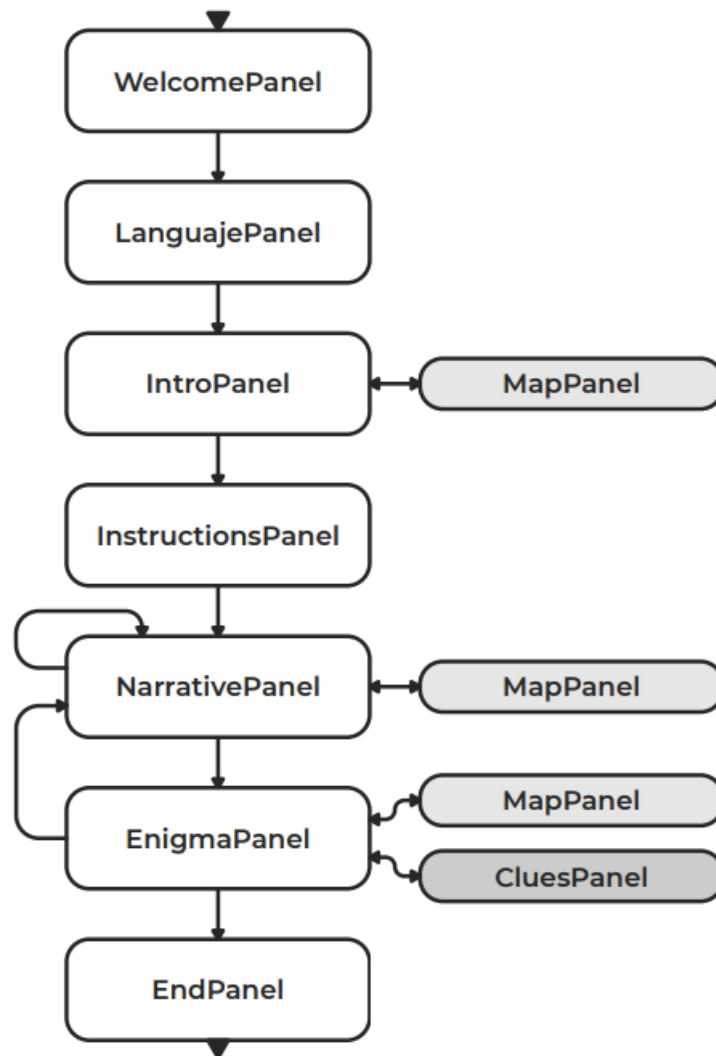 WelcomePanel
LanguajePanel
IntroPanel
MapPanel
InstructionsPanel
NarrativePanel
MapPanel
MapPanel
EnigmaPanel
CluesPanel
EndPanel